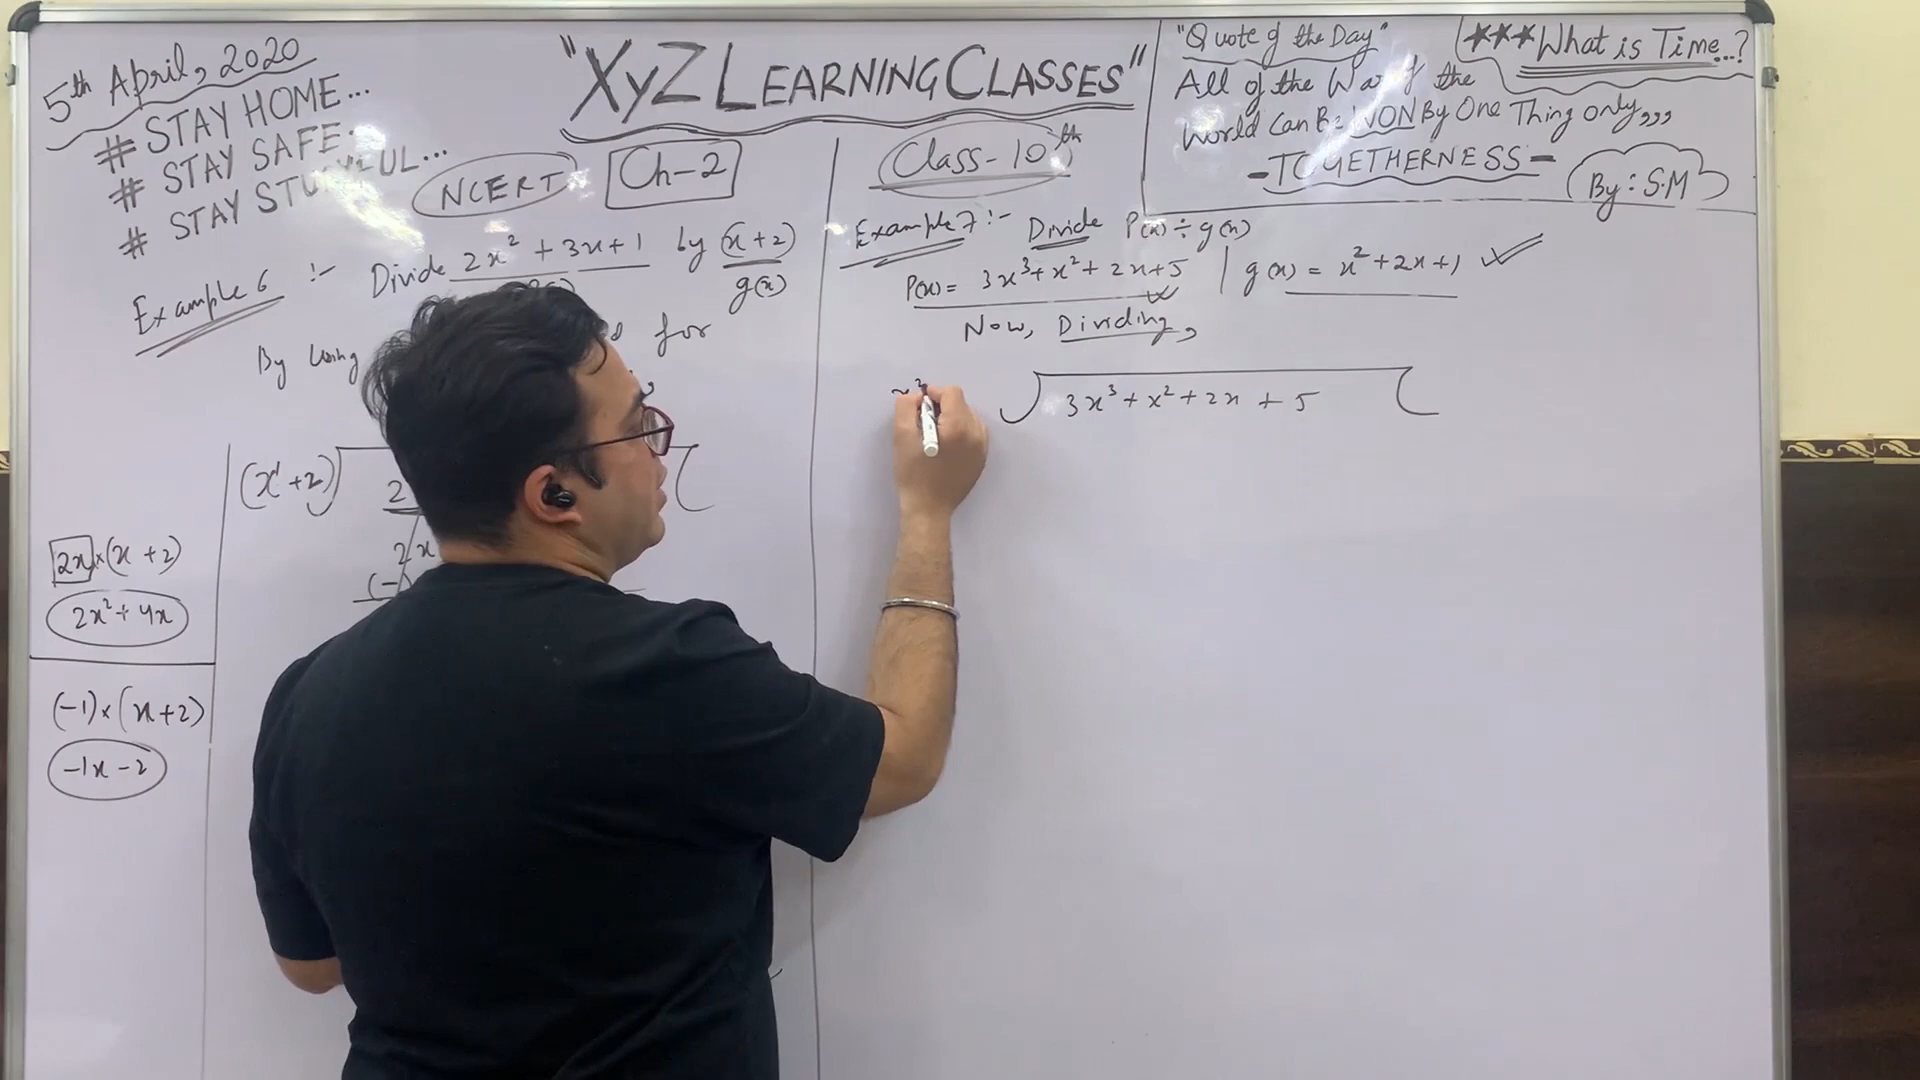 5th April, 2020
# STAY HOME...
# STAY SAFE
# STAY
"XYZ LEARNING CLASSES"
NCERT
Ch-2
Class-10th
"Quote of the Day"
All of the War of the
World Can Be WON By One Thing only,,,
-TOGETHERNESS-
***What is Time...?
By: S.M
Example 6 :- Divide 2x² + 3x + 1 by (x+2)
g(x)
By Using
for
(x+2)
2
2x
(-)
2x×(x+2)
2x²+4x
(-1)×(x+2)
-1x-2
Example 7 :- Divide P(x) ÷ g(x)
P(x) = 3x³+x²+2x+5 | g(x) = x²+2x+1 ✓
Now, Dividing,
x²
3x³+x²+2x+5